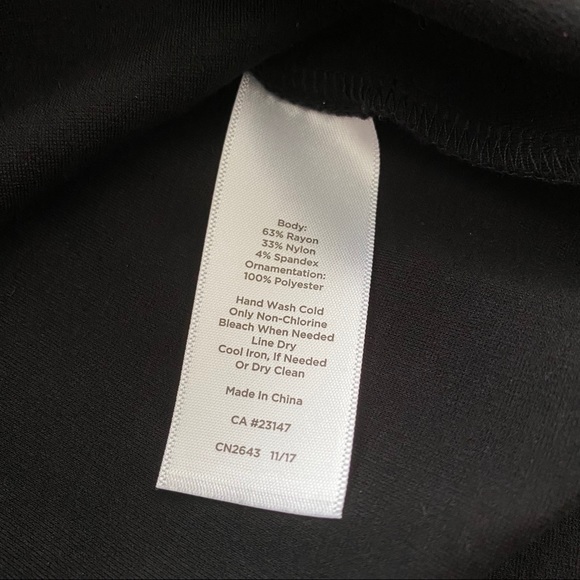 Body:
63% Rayon
33% Nylon
4% Spandex
Ornamentation:
100% Polyester
Hand Wash Cold
Only Non-Chlorine
Bleach When Needed
Line Dry
Cool Iron, If Needed
Or Dry Clean
Made In China
CA #23147
CN2643 11/17